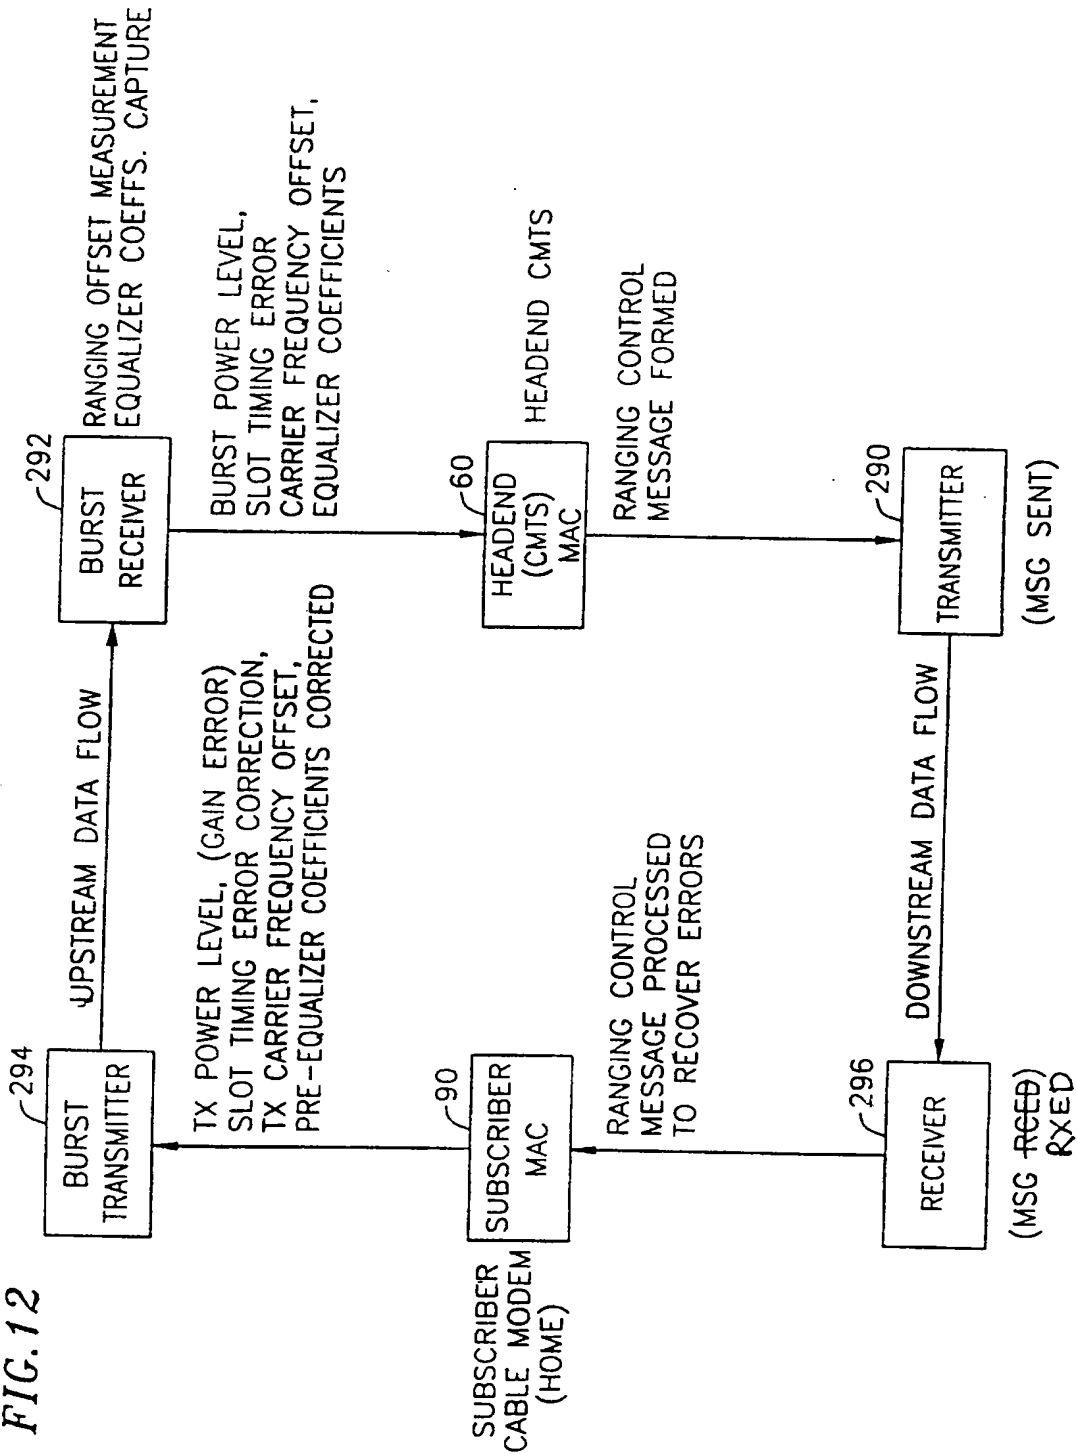 FIG.12
294
BURST
TRANSMITTER
UPSTREAM DATA FLOW
292
BURST
RECEIVER
RANGING OFFSET MEASUREMENT
EQUALIZER COEFFS. CAPTURE
TX POWER LEVEL, (GAIN ERROR)
SLOT TIMING ERROR CORRECTION,
TX CARRIER FREQUENCY OFFSET,
PRE-EQUALIZER COEFFICIENTS CORRECTED
BURST POWER LEVEL,
SLOT TIMING ERROR
CARRIER FREQUENCY OFFSET,
EQUALIZER COEFFICIENTS
SUBSCRIBER
CABLE MODEM
(HOME)
90
SUBSCRIBER
MAC
60
HEADEND
(CMTS)
MAC
HEADEND CMTS
RANGING CONTROL
MESSAGE PROCESSED
TO RECOVER ERRORS
RANGING CONTROL
MESSAGE FORMED
296
RECEIVER
(MSG RCED)
RXED
DOWNSTREAM DATA FLOW
290
TRANSMITTER
(MSG SENT)